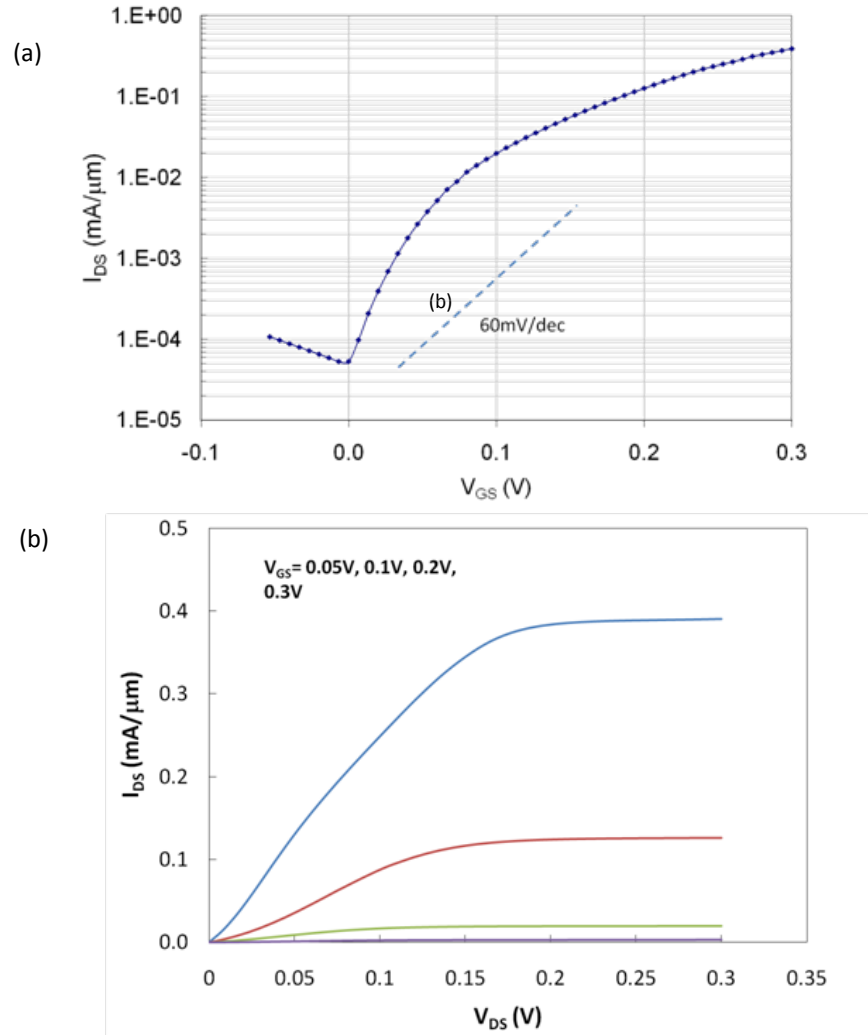 (a)
1.E+00
1.E-01
1.E-02
1.E-03
1.E-04
1.E-05
I_DS (mA/μm)
(b)
60mV/dec
-0.1 0.0 0.1 0.2 0.3
V_GS (V)
(b)
0.5
0.4
0.3
0.2
0.1
0.0
V_GS= 0.05V, 0.1V, 0.2V,
0.3V
I_DS (mA/μm)
0 0.05 0.1 0.15 0.2 0.25 0.3 0.35
V_DS (V)